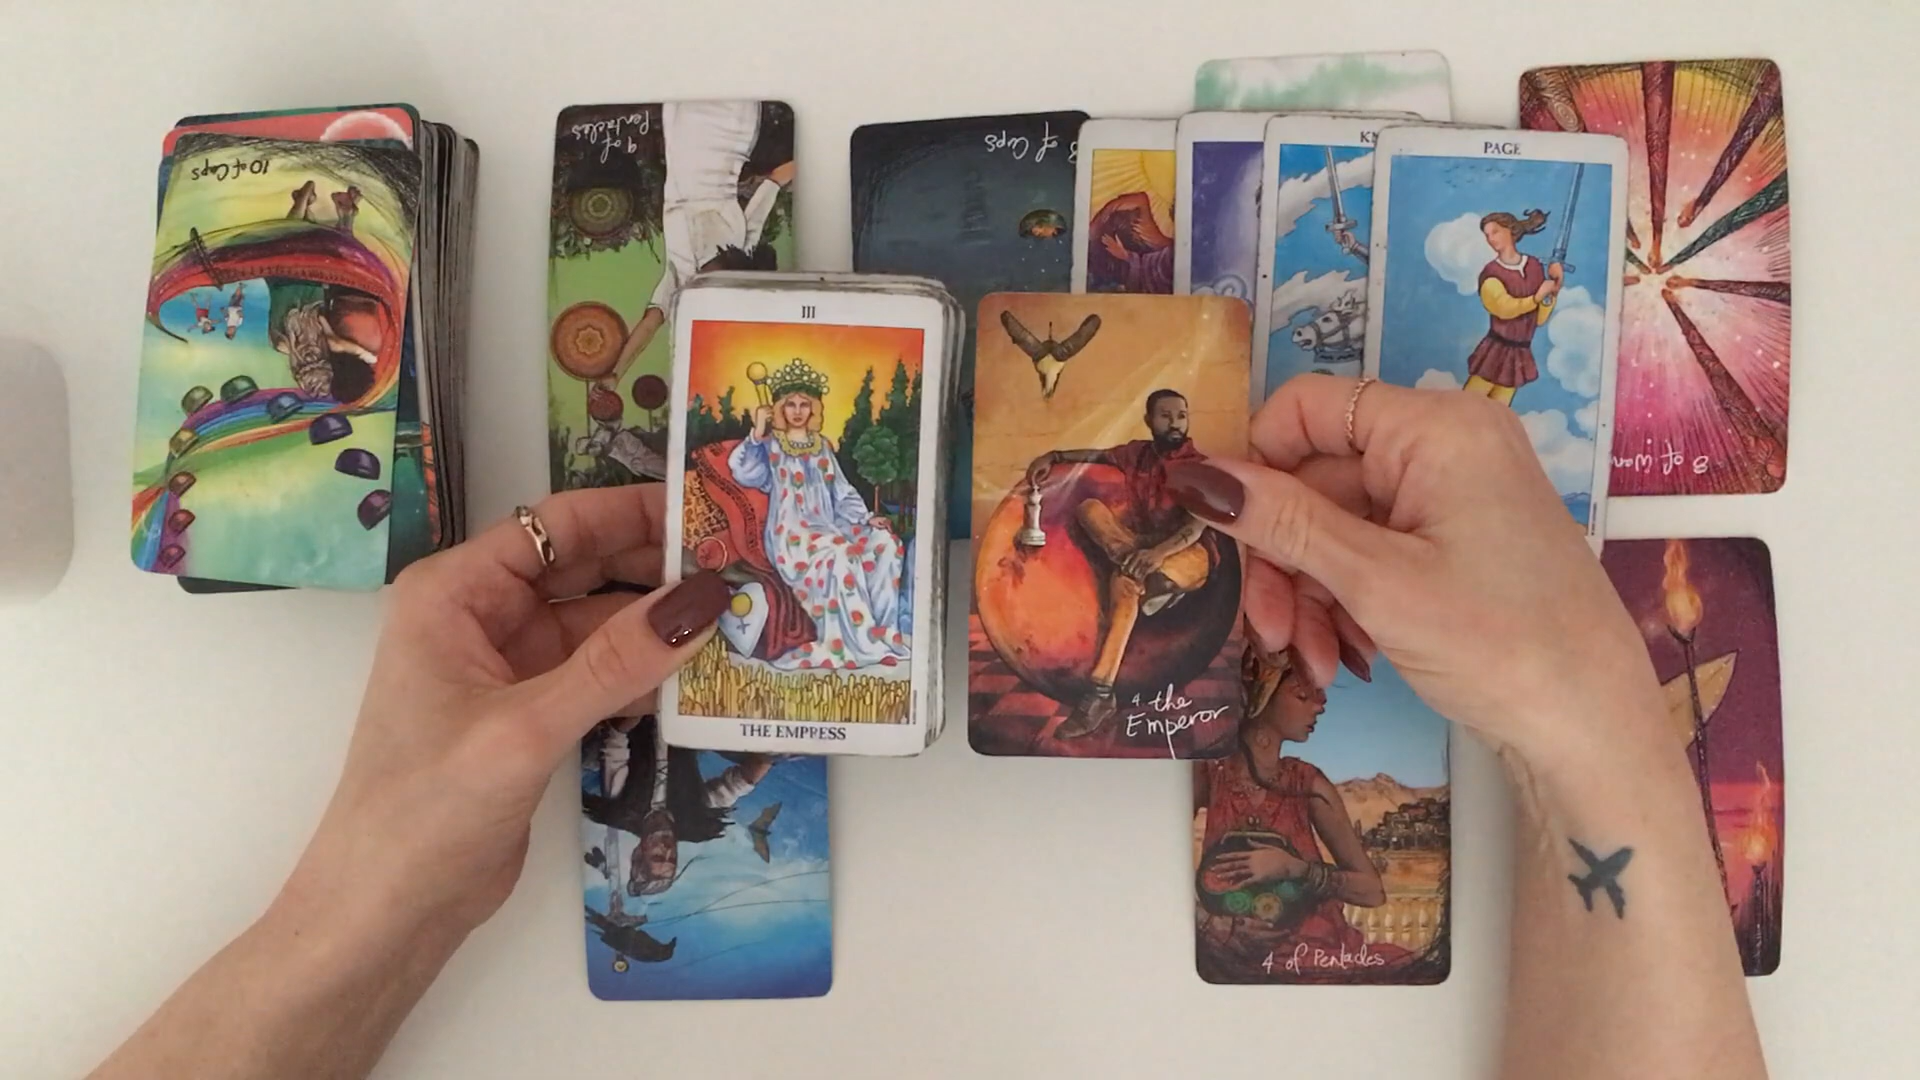 10 of Cups
9 of
Pentacles
of Cups
KN
PAGE
8 of Wan
III
THE EMPRESS
4 the
Emperor
4 of Pentacles